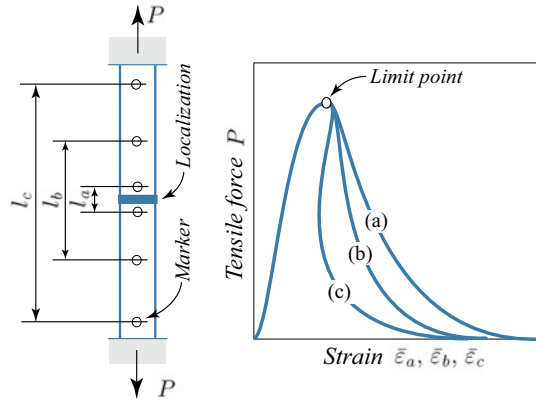 P
l_c
l_b
l_a
Localization
Marker
P
Tensile force P
Limit point
(a)
(b)
(c)
Strain ε̄_a, ε̄_b, ε̄_c